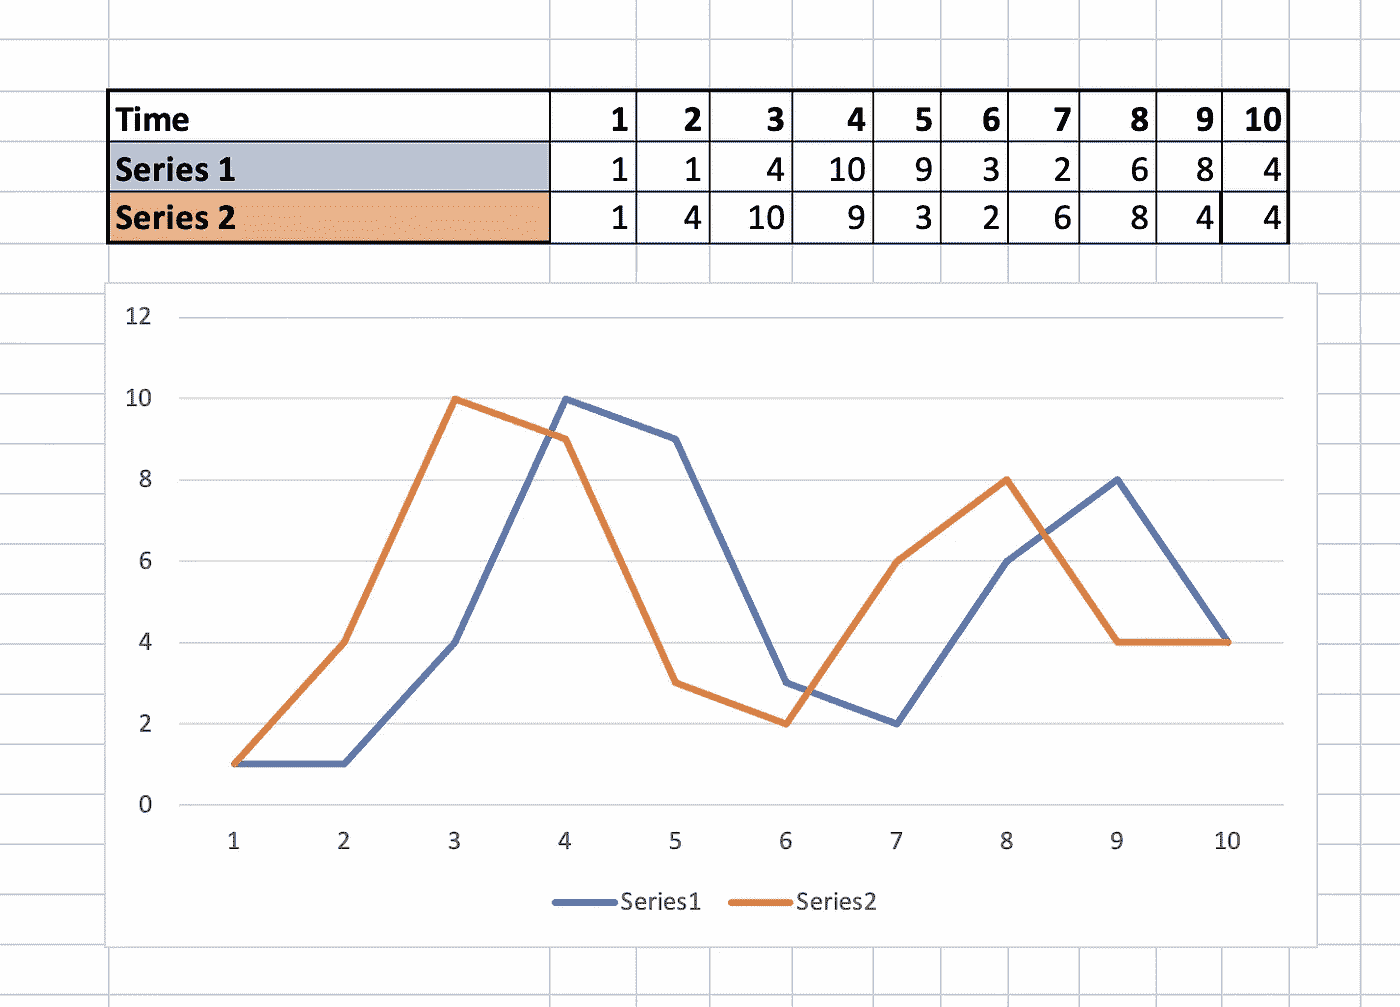 Time 1 2 3 4 5 6 7 8 9 10
Series 1 1 1 4 10 9 3 2 6 8 4
Series 2 1 4 10 9 3 2 6 8 4 4
12
10
8
6
4
2
0
1 2 3 4 5 6 7 8 9 10
Series1 Series2